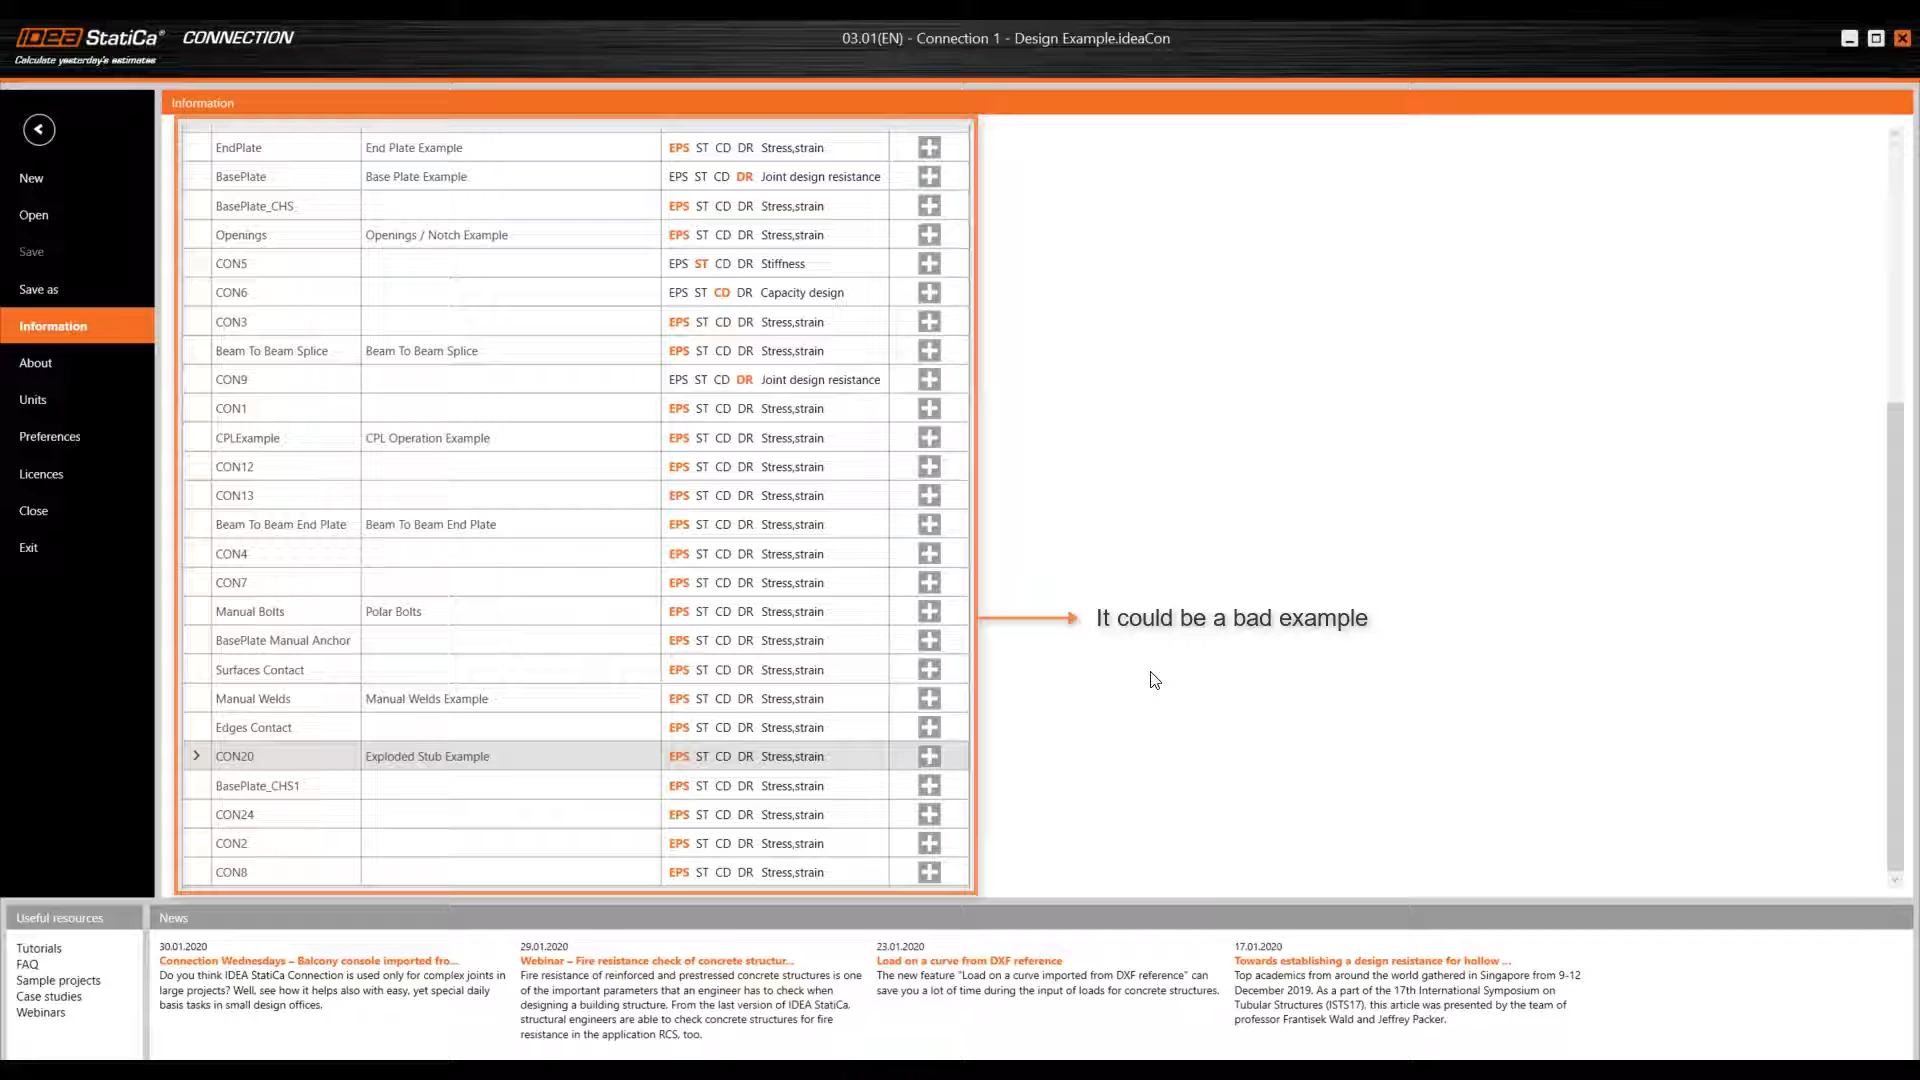 IDEA StatiCa® CONNECTION
Calculate yesterday's estimates
03.01(EN) - Connection 1 - Design Example.ideaCon
Information
New
Open
Save
Save as
Information
About
Units
Preferences
Licences
Close
Exit
EndPlate End Plate Example EPS ST CD DR Stress,strain
BasePlate Base Plate Example EPS ST CD DR Joint design resistance
BasePlate_CHS EPS ST CD DR Stress,strain
Openings Openings / Notch Example EPS ST CD DR Stress,strain
CON5 EPS ST CD DR Stiffness
CON6 EPS ST CD DR Capacity design
CON3 EPS ST CD DR Stress,strain
Beam To Beam Splice Beam To Beam Splice EPS ST CD DR Stress,strain
CON9 EPS ST CD DR Joint design resistance
CON1 EPS ST CD DR Stress,strain
CPLExample CPL Operation Example EPS ST CD DR Stress,strain
CON12 EPS ST CD DR Stress,strain
CON13 EPS ST CD DR Stress,strain
Beam To Beam End Plate Beam To Beam End Plate EPS ST CD DR Stress,strain
CON4 EPS ST CD DR Stress,strain
CON7 EPS ST CD DR Stress,strain
Manual Bolts Polar Bolts EPS ST CD DR Stress,strain
BasePlate Manual Anchor EPS ST CD DR Stress,strain
Surfaces Contact EPS ST CD DR Stress,strain
Manual Welds Manual Welds Example EPS ST CD DR Stress,strain
Edges Contact EPS ST CD DR Stress,strain
CON20 Exploded Stub Example EPS ST CD DR Stress,strain
BasePlate_CHS1 EPS ST CD DR Stress,strain
CON24 EPS ST CD DR Stress,strain
CON2 EPS ST CD DR Stress,strain
CON8 EPS ST CD DR Stress,strain
It could be a bad example
Useful resources
Tutorials
FAQ
Sample projects
Case studies
Webinars
News
30.01.2020
Connection Wednesdays – Balcony console imported fro...
Do you think IDEA StatiCa Connection is used only for complex joints in
large projects? Well, see how it helps also with easy, yet special daily
basis tasks in small design offices.
29.01.2020
Webinar – Fire resistance check of concrete structur...
Fire resistance of reinforced and prestressed concrete structures is one
of the important parameters that an engineer has to check when
designing a building structure. From the last version of IDEA StatiCa,
structural engineers are able to check concrete structures for fire
resistance in the application RCS, too.
23.01.2020
Load on a curve from DXF reference
The new feature "Load on a curve imported from DXF reference" can
save you a lot of time during the input of loads for concrete structures.
17.01.2020
Towards establishing a design resistance for hollow ...
Top academics from around the world gathered in Singapore from 9-12
December 2019. As a part of the 17th International Symposium on
Tubular Structures (ISTS17), this article was presented by the team of
professor Frantisek Wald and Jeffrey Packer.